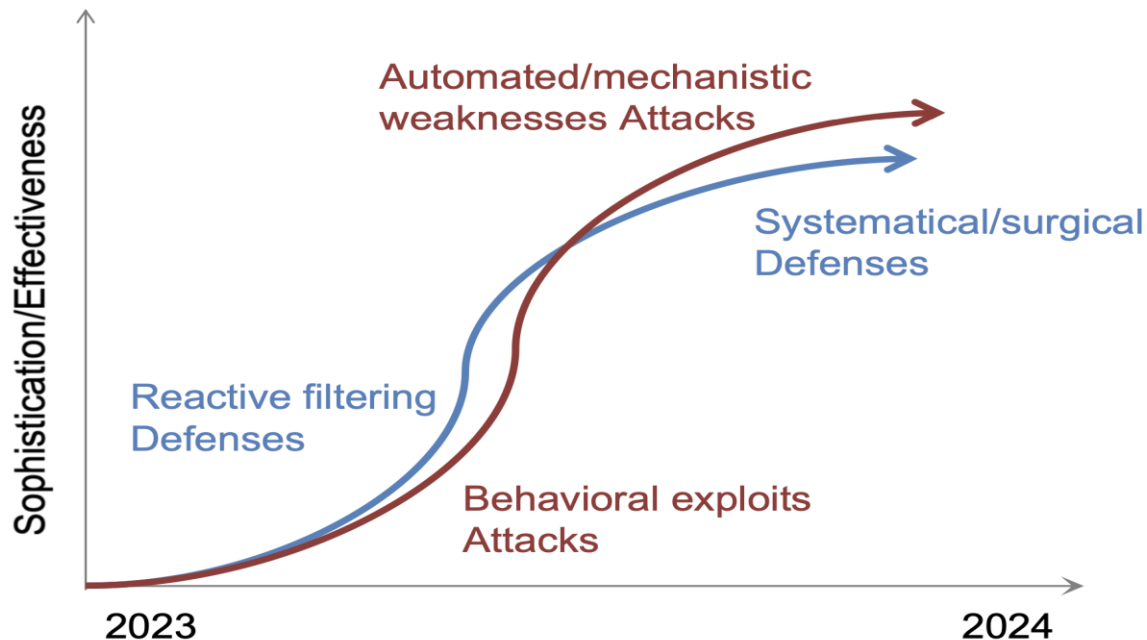 Automated/mechanistic
weaknesses Attacks
Systematical/surgical
Defenses
Sophistication/Effectiveness
Reactive filtering
Defenses
Behavioral exploits
Attacks
2023
2024